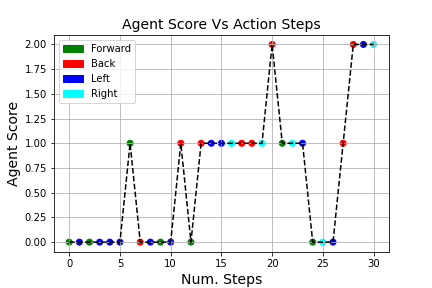 Agent Score Vs Action Steps
Agent Score
2.00
1.75
1.50
1.25
1.00
0.75
0.50
0.25
0.00
Forward
Back
Left
Right
0 5 10 15 20 25 30
Num. Steps